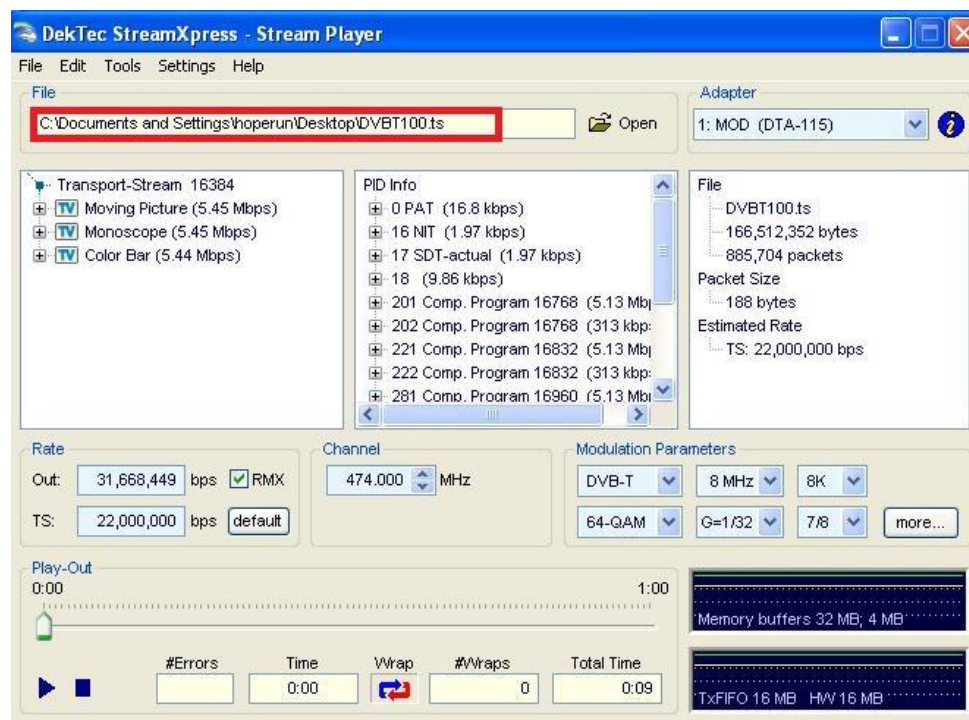 DekTec StreamXpress - Stream Player
File Edit Tools Settings Help
File
C:\Documents and Settings\hoperun\Desktop\DVBT100.ts
Open
Adapter
1: MOD (DTA-115)
Transport-Stream 16384
TV Moving Picture (5.45 Mbps)
TV Monoscope (5.45 Mbps)
TV Color Bar (5.44 Mbps)
PID Info
0 PAT (16.8 kbps)
16 NIT (1.97 kbps)
17 SDT-actual (1.97 kbps)
18 (9.86 kbps)
201 Comp. Program 16768 (5.13 Mbp
202 Comp. Program 16768 (313 kbp
221 Comp. Program 16832 (5.13 Mbp
222 Comp. Program 16832 (313 kbp
281 Comp. Program 16960 (5.13 Mbp
File
DVBT100.ts
166,512,352 bytes
885,704 packets
Packet Size
188 bytes
Estimated Rate
TS: 22,000,000 bps
Rate
Out: 31,668,449 bps RMX
TS: 22,000,000 bps default
Channel
474.000 MHz
Modulation Parameters
DVB-T 8 MHz 8K
64-QAM G=1/32 7/8 more...
Play-Out
0:00 1:00
#Errors Time Wrap #Wraps Total Time
0:00 0 0:09
Memory buffers 32 MB; 4 MB
TxFIFO 16 MB HW 16 MB